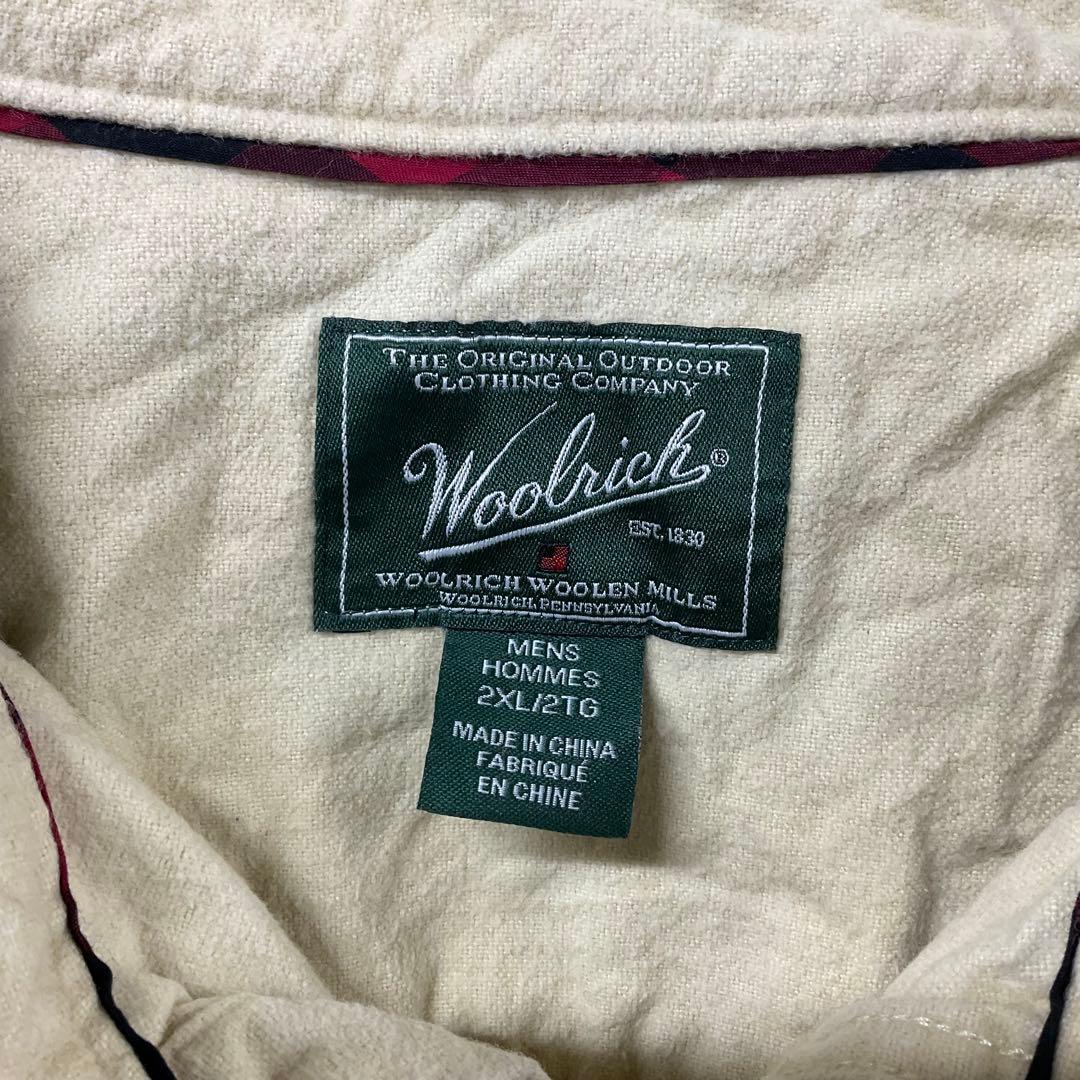 THE ORIGINAL OUTDOOR
CLOTHING COMPANY
Woolrich®
EST. 1830
WOOLRICH WOOLEN MILLS
WOOLRICH, PENNSYLVANIA
MENS
HOMMES
2XL/2TG
MADE IN CHINA
FABRIQUÉ
EN CHINE